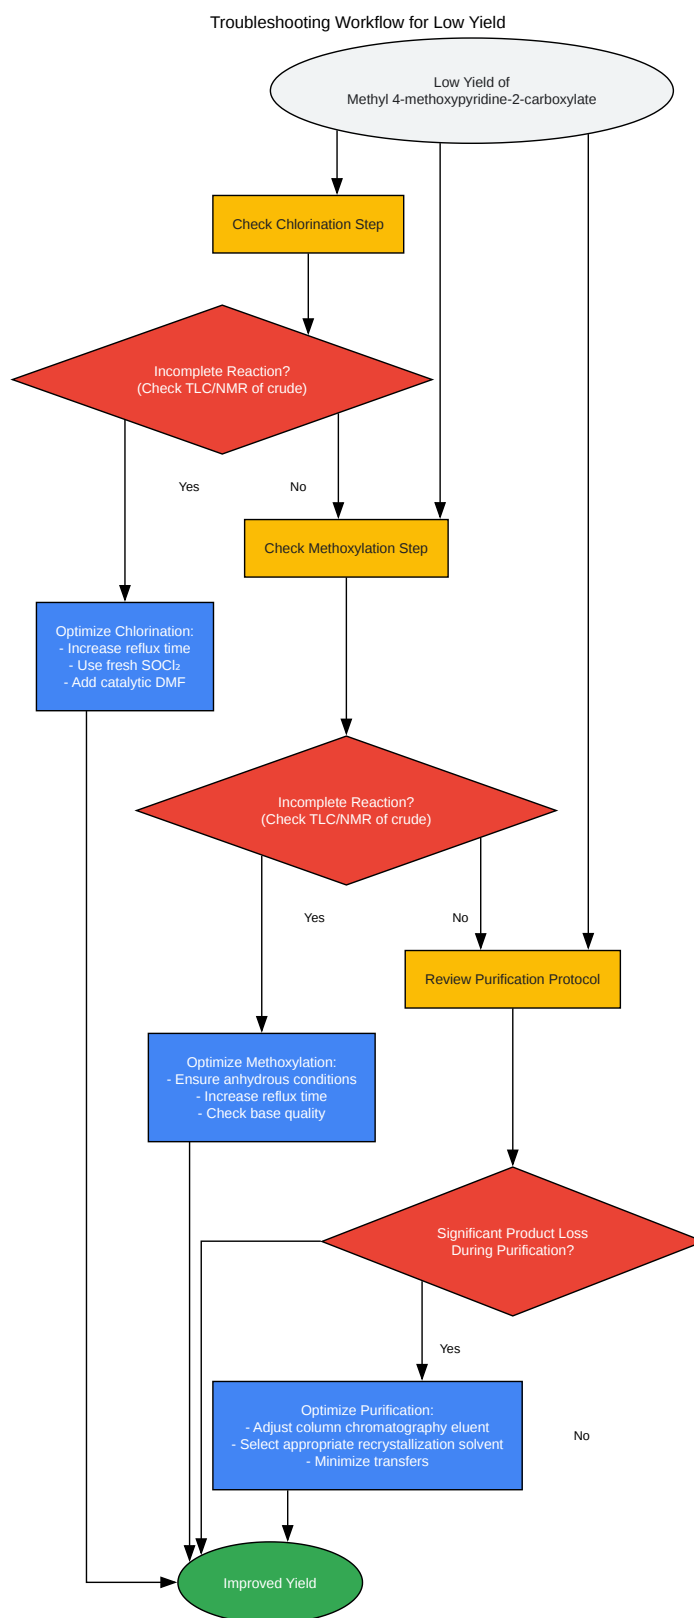 Troubleshooting Workflow for Low Yield
Low Yield of
Methyl 4-methoxypyridine-2-carboxylate
Check Chlorination Step
Incomplete Reaction?
(Check TLC/NMR of crude)
Yes
No
Check Methoxylation Step
Optimize Chlorination:
- Increase reflux time
- Use fresh SOCl₂
- Add catalytic DMF
Incomplete Reaction?
(Check TLC/NMR of crude)
Yes
No
Review Purification Protocol
Optimize Methoxylation:
- Ensure anhydrous conditions
- Increase reflux time
- Check base quality
Significant Product Loss
During Purification?
Yes
Optimize Purification:
- Adjust column chromatography eluent
- Select appropriate recrystallization solvent
- Minimize transfers
No
Improved Yield